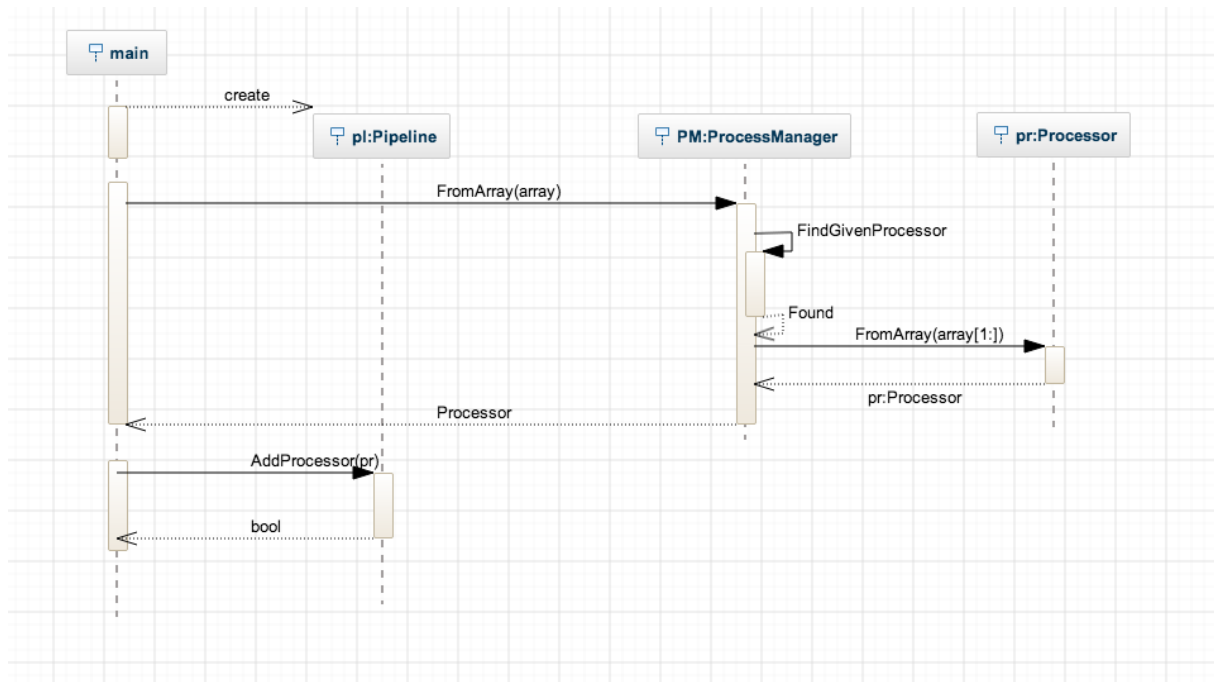 main
create
pl:Pipeline
PM:ProcessManager
pr:Processor
FromArray(array)
FindGivenProcessor
Found
FromArray(array[1:])
pr:Processor
Processor
AddProcessor(pr)
bool